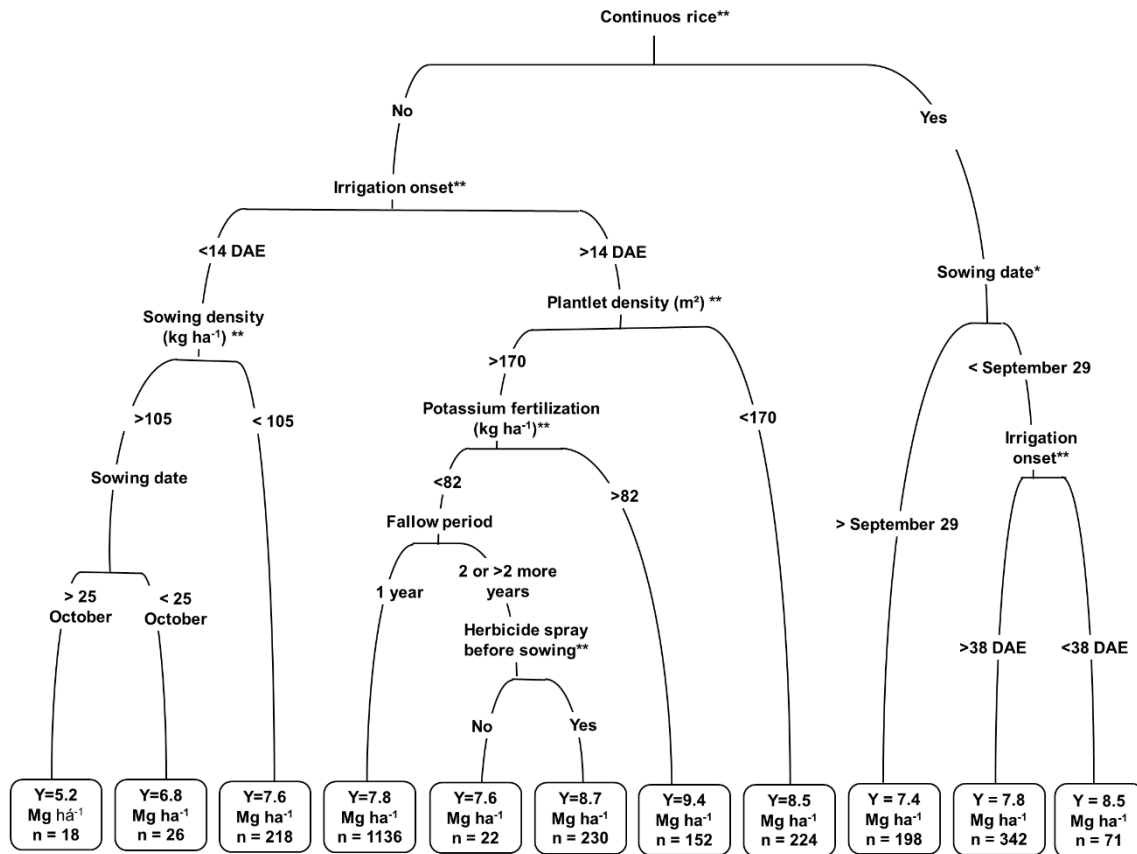 Continuos rice**
No
Yes
Irrigation onset**
<14 DAE
>14 DAE
Sowing date*
Plantlet density (m²) **
Sowing density
(kg ha⁻¹) **
>170
< September 29
Potassium fertilization
(kg ha⁻¹)**
<170
>105
< 105
Irrigation
onset**
Sowing date
<82
>82
Fallow period
> September 29
1 year
2 or >2 more
years
> 25
October
< 25
October
Herbicide spray
before sowing**
>38 DAE
<38 DAE
No
Yes
Y=5.2
Mg há⁻¹
n = 18
Y=6.8
Mg ha⁻¹
n = 26
Y=7.6
Mg ha⁻¹
n = 218
Y=7.8
Mg ha⁻¹
n = 1136
Y=7.6
Mg ha⁻¹
n = 22
Y=8.7
Mg ha⁻¹
n = 230
Y=9.4
Mg ha⁻¹
n = 152
Y=8.5
Mg ha⁻¹
n = 224
Y = 7.4
Mg ha⁻¹
n = 198
Y = 7.8
Mg ha⁻¹
n = 342
Y = 8.5
Mg ha⁻¹
n = 71